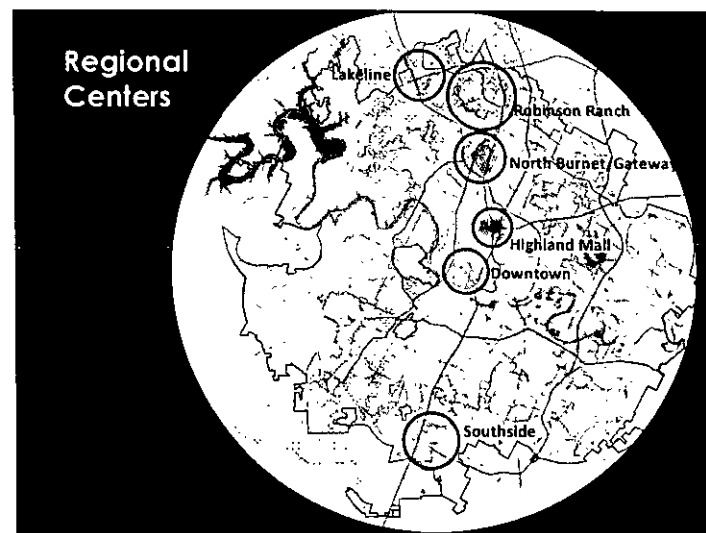 Regional
Centers
Lakeline
Robinson Ranch
North Burnet/Gateway
Highland Mall
Downtown
Southside